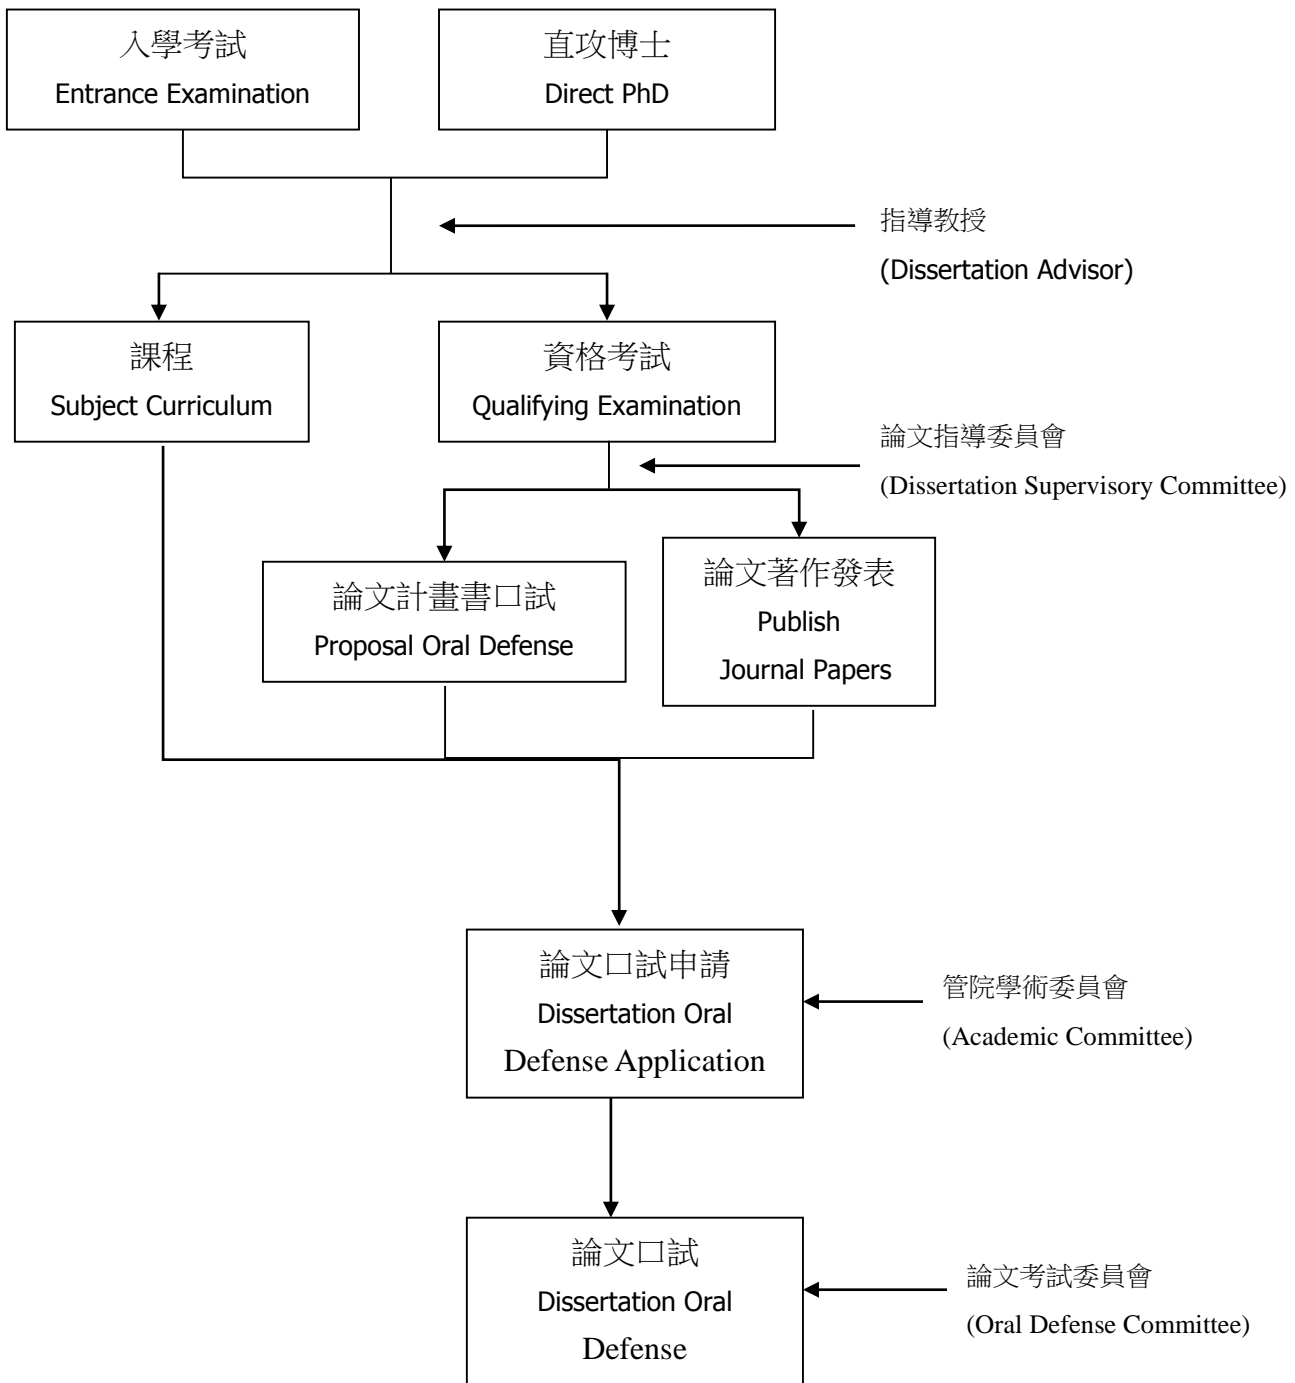 入學考試
Entrance Examination
直攻博士
Direct PhD
指導教授
(Dissertation Advisor)
課程
Subject Curriculum
資格考試
Qualifying Examination
論文指導委員會
(Dissertation Supervisory Committee)
論文計畫書口試
Proposal Oral Defense
論文著作發表
Publish
Journal Papers
論文口試申請
Dissertation Oral
Defense Application
管院學術委員會
(Academic Committee)
論文口試
Dissertation Oral
Defense
論文考試委員會
(Oral Defense Committee)